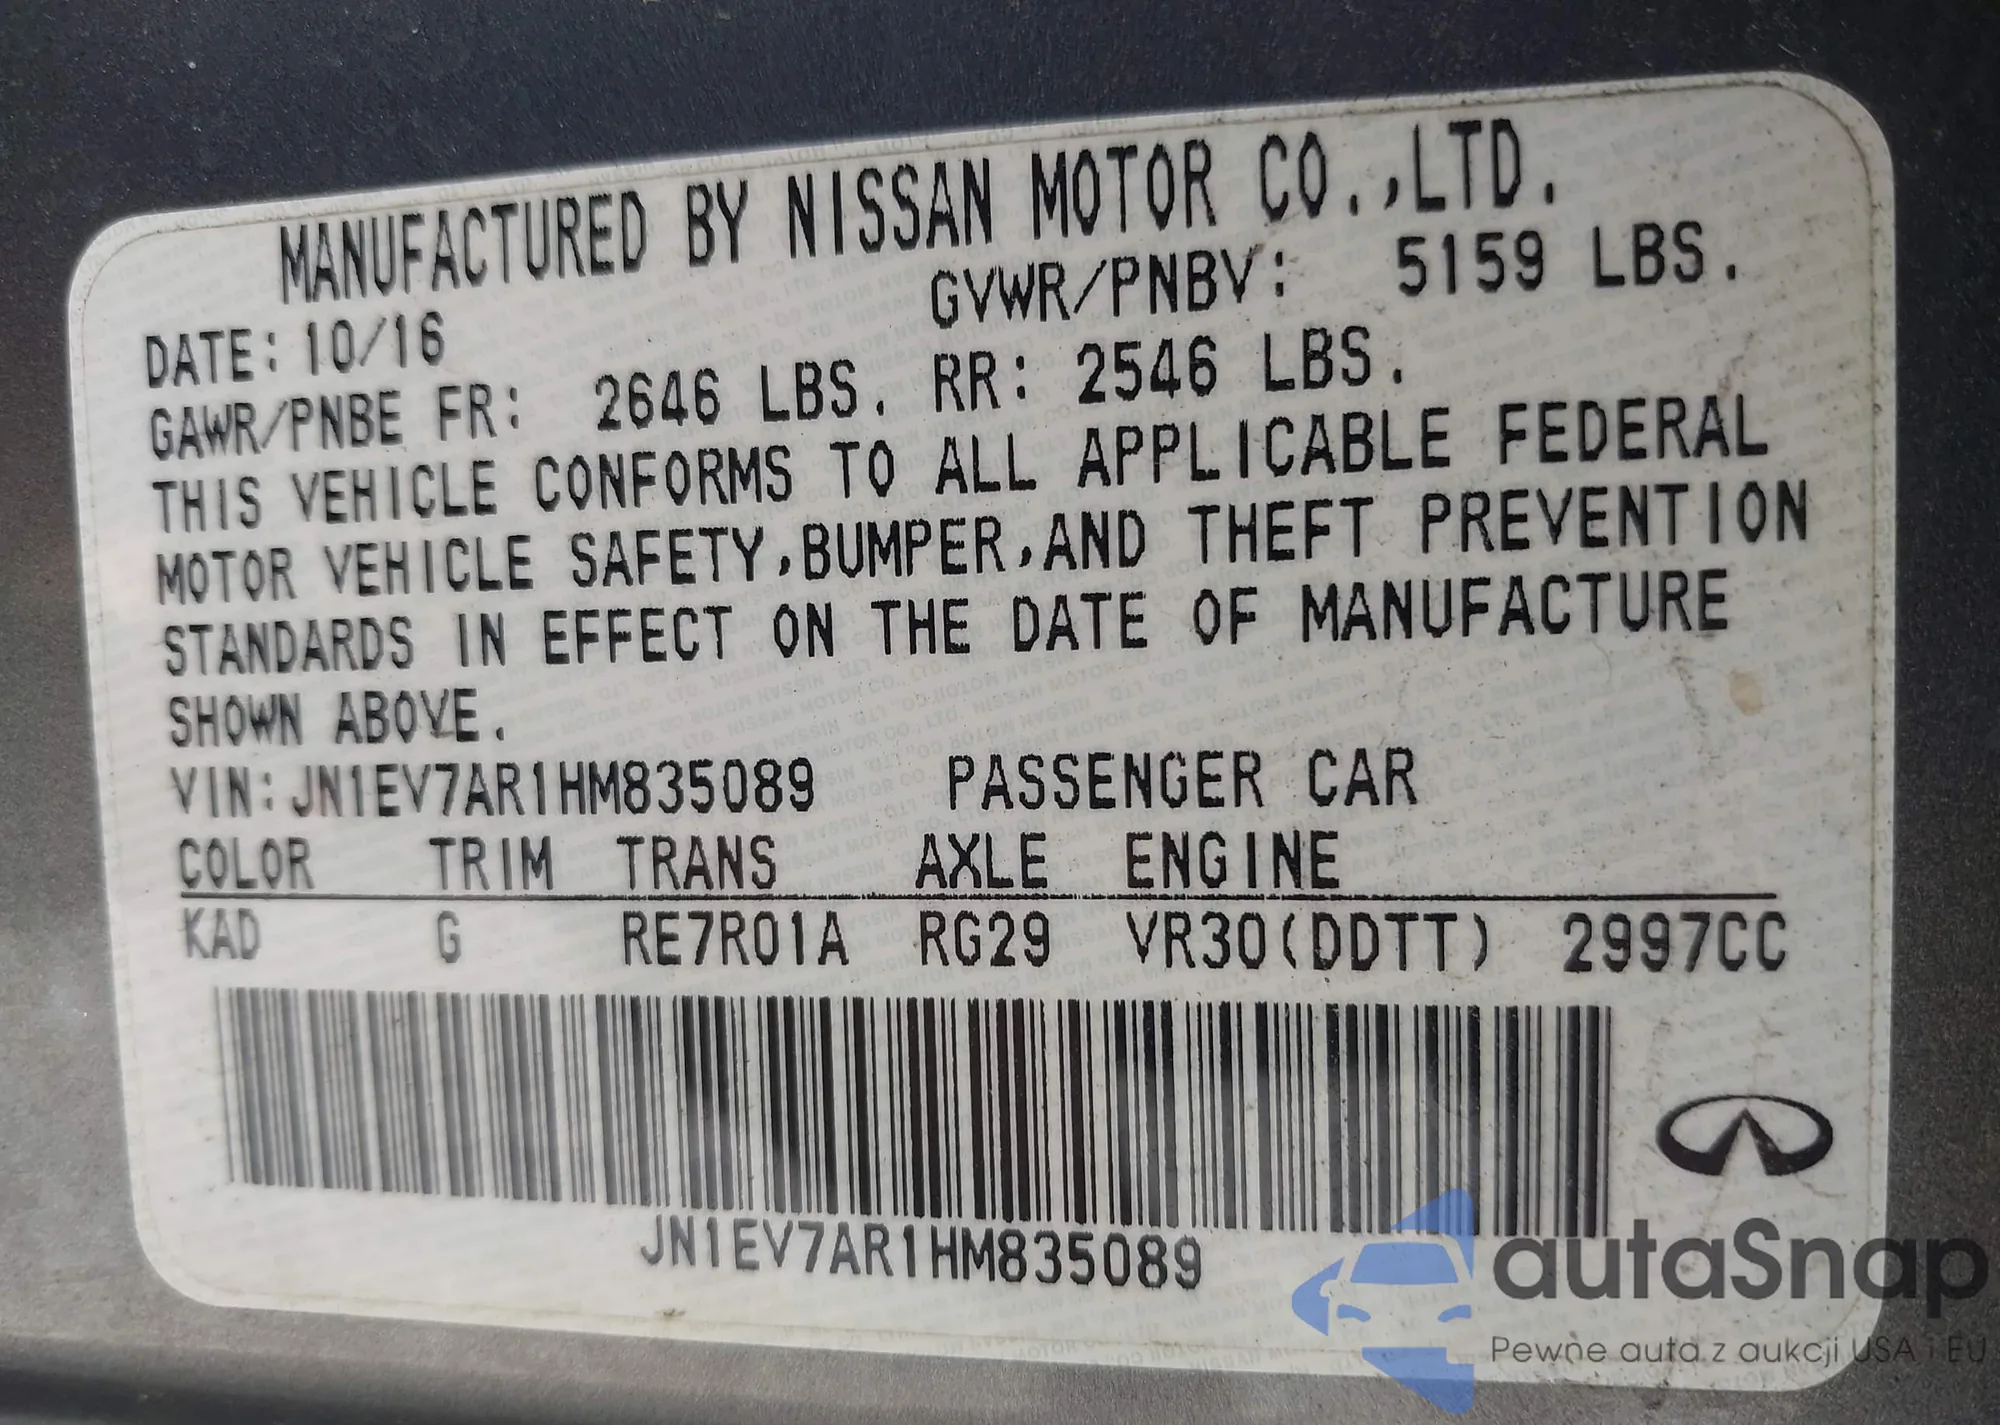 MANUFACTURED BY NISSAN MOTOR CO.,LTD.
DATE: 10/16 GVWR/PNBV: 5159 LBS.
GAWR/PNBE FR: 2646 LBS. RR: 2546 LBS.
THIS VEHICLE CONFORMS TO ALL APPLICABLE FEDERAL
MOTOR VEHICLE SAFETY,BUMPER,AND THEFT PREVENTION
STANDARDS IN EFFECT ON THE DATE OF MANUFACTURE
SHOWN ABOVE.
VIN:JN1EV7AR1HM835089 PASSENGER CAR
COLOR TRIM TRANS AXLE ENGINE
KAD G RE7R01A RG29 VR30(DDTT) 2997CC
JN1EV7AR1HM835089
autaSnap
Pewne auta z aukcji USA i EU